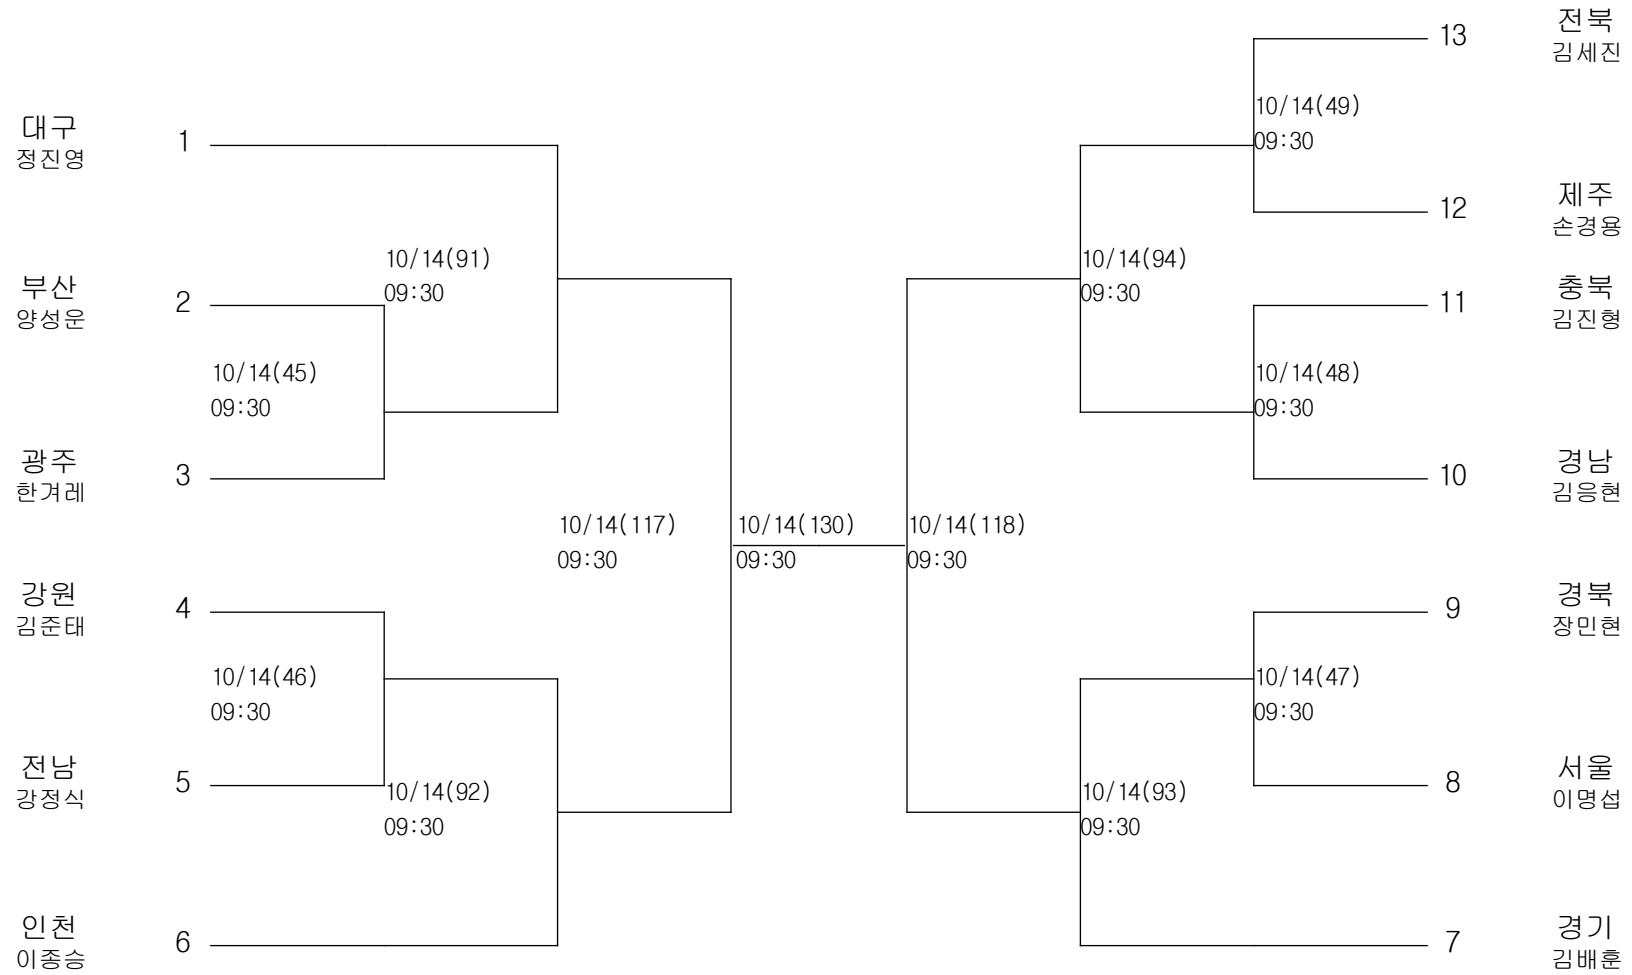 대구
정진영
1
부산
양성운
2
10/14(91)
09:30
10/14(45)
09:30
광주
한겨레
3
10/14(117)
09:30
강원
김준태
4
10/14(46)
09:30
전남
강정식
5
10/14(92)
09:30
인천
이종승
6
10/14(130)
09:30
13
전북
김세진
10/14(49)
09:30
12
제주
손경용
10/14(94)
09:30
11
충북
김진형
10/14(48)
09:30
10
경남
김응현
10/14(118)
09:30
9
경북
장민현
10/14(47)
09:30
8
서울
이명섭
10/14(93)
09:30
7
경기
김배훈